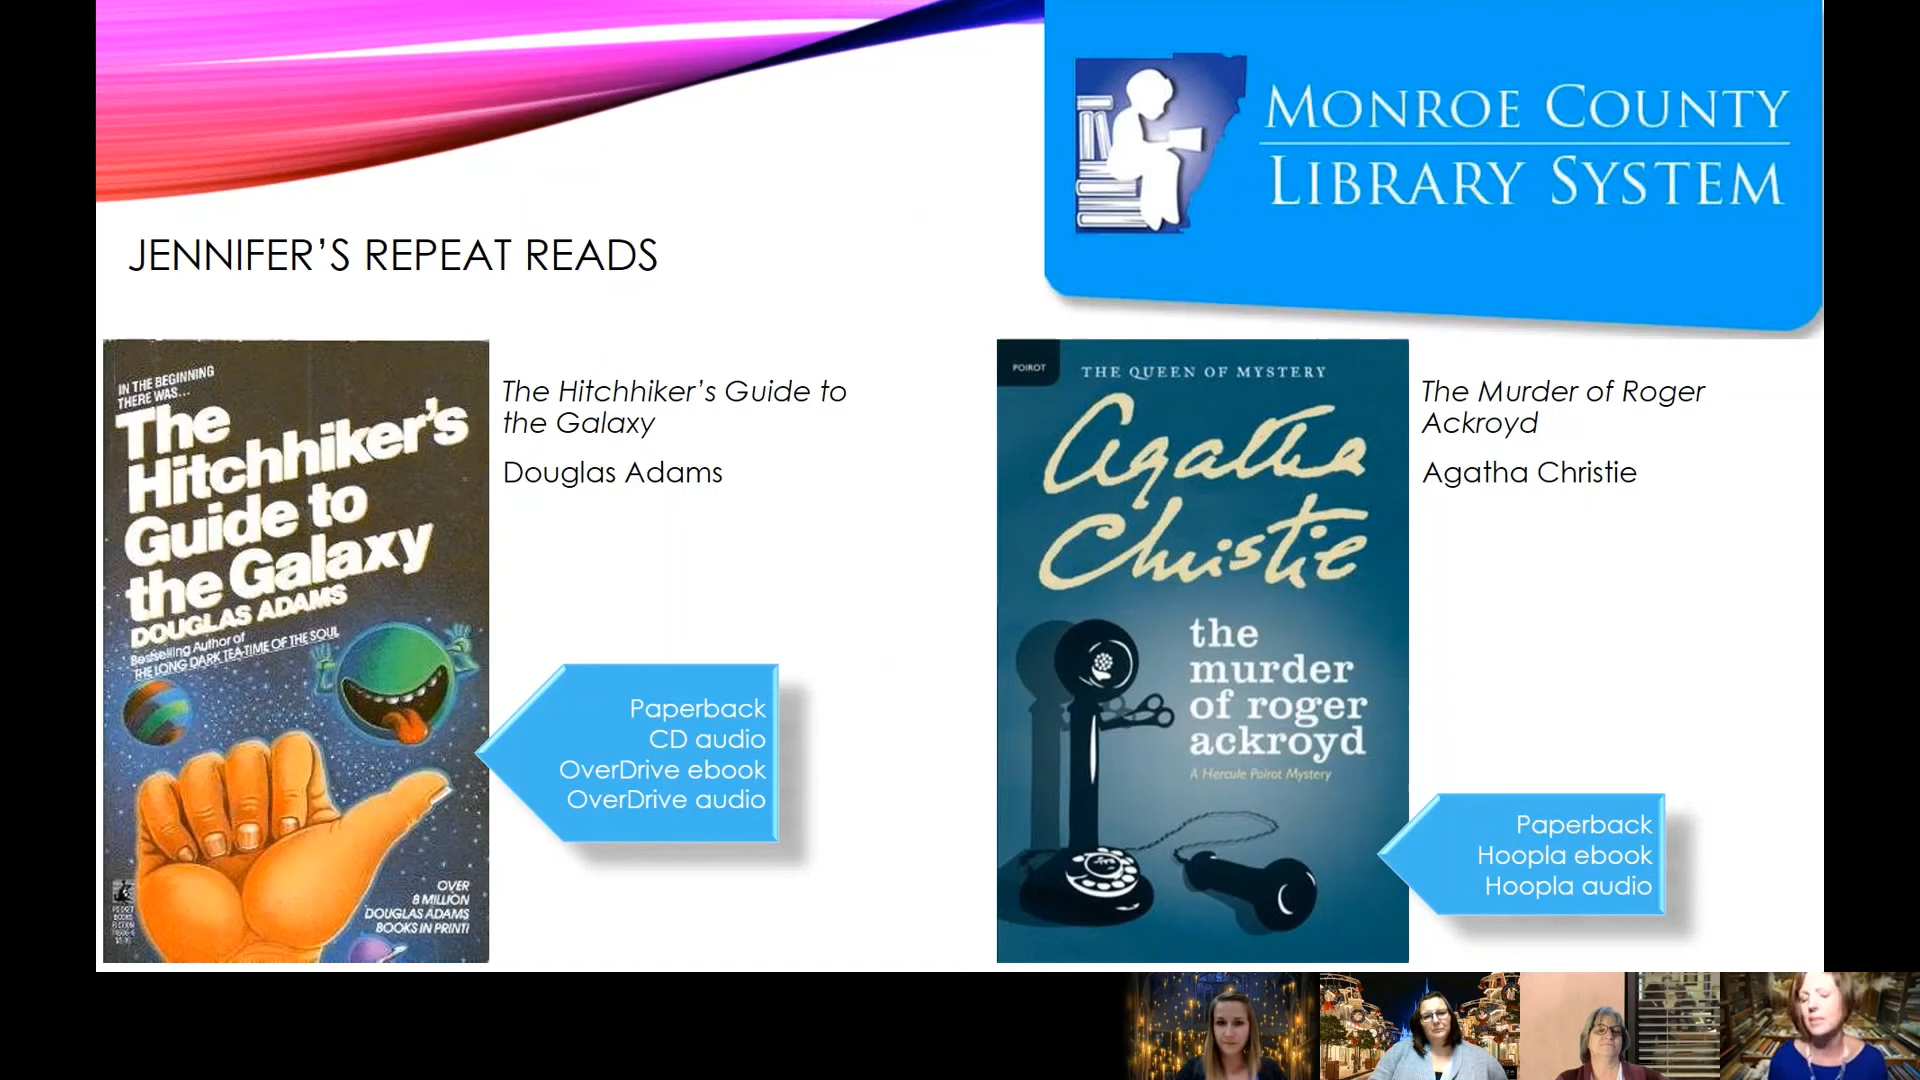 MONROE COUNTY
LIBRARY SYSTEM
JENNIFER’S REPEAT READS
IN THE BEGINNING
THERE WAS...
The
Hitchhiker's
Guide to
the Galaxy
DOUGLAS ADAMS
Bestselling Author of
THE LONG DARK TEA-TIME OF THE SOUL
OVER
8 MILLION
DOUGLAS ADAMS
BOOKS IN PRINT!
POCKET
BOOKS
FICTION
The Hitchhiker’s Guide to
the Galaxy
Douglas Adams
Paperback
CD audio
OverDrive ebook
OverDrive audio
POIROT
THE QUEEN OF MYSTERY
Agatha
Christie
the
murder
of roger
ackroyd
A Hercule Poirot Mystery
The Murder of Roger
Ackroyd
Agatha Christie
Paperback
Hoopla ebook
Hoopla audio